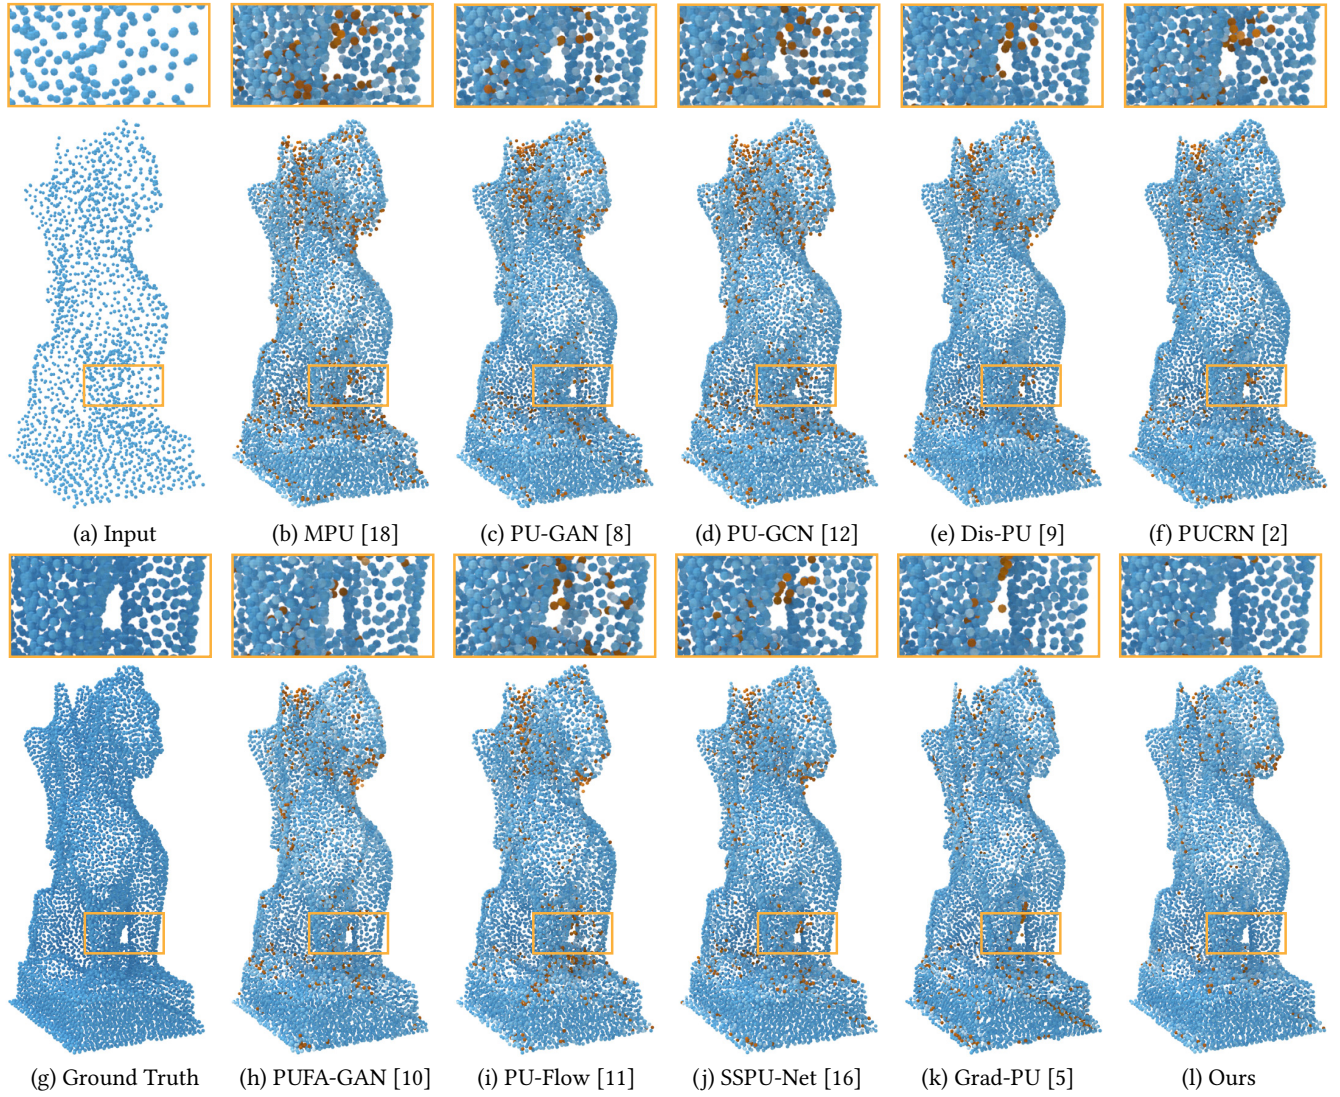 (a) Input
(b) MPU [18]
(c) PU-GAN [8]
(d) PU-GCN [12]
(e) Dis-PU [9]
(f) PUCRN [2]
(g) Ground Truth
(h) PUFA-GAN [10]
(i) PU-Flow [11]
(j) SSPU-Net [16]
(k) Grad-PU [5]
(l) Ours